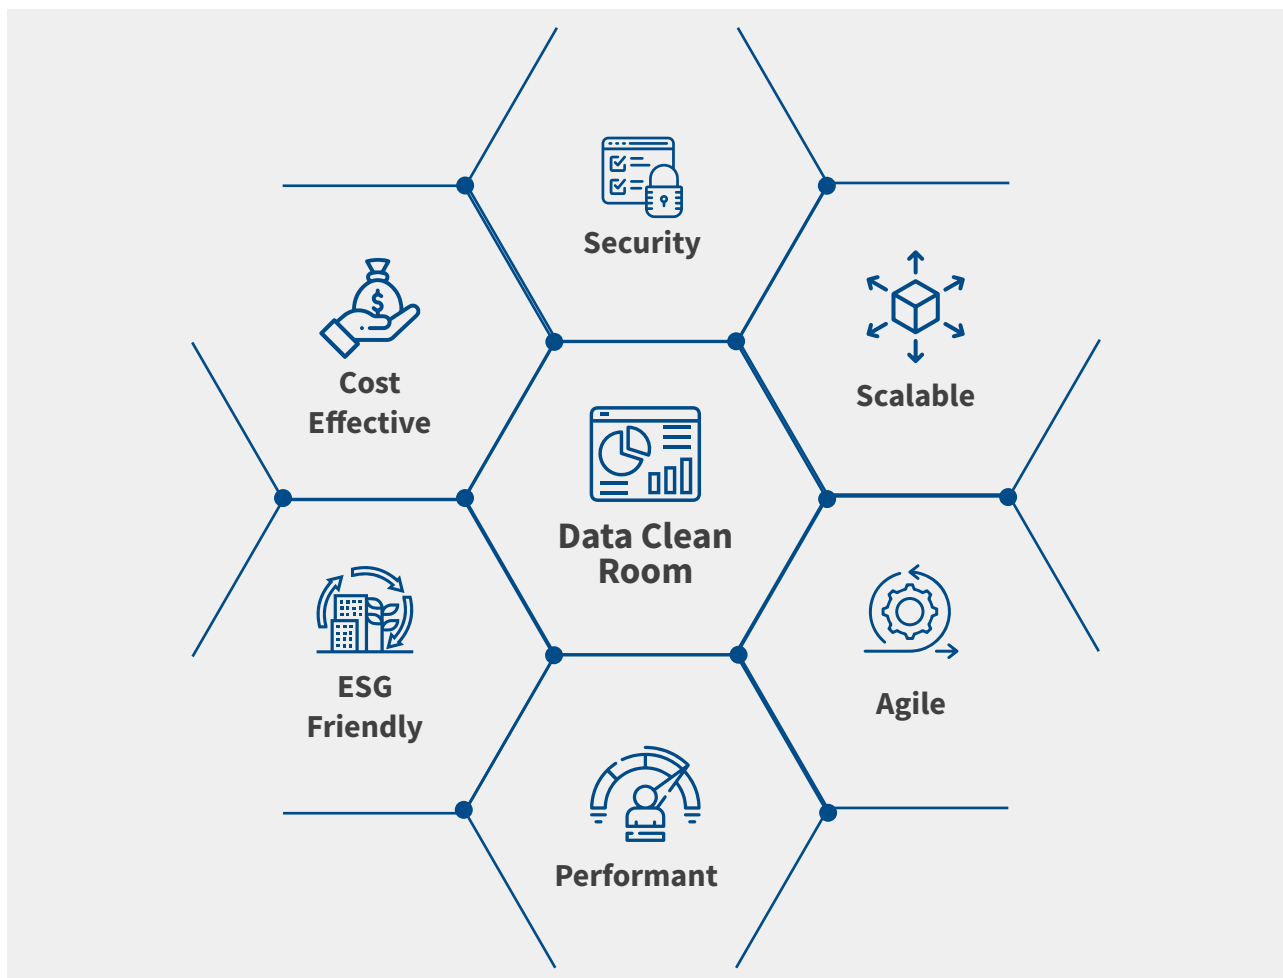 Security
Cost
Effective
Scalable
Data Clean
Room
ESG
Friendly
Agile
Performant
$